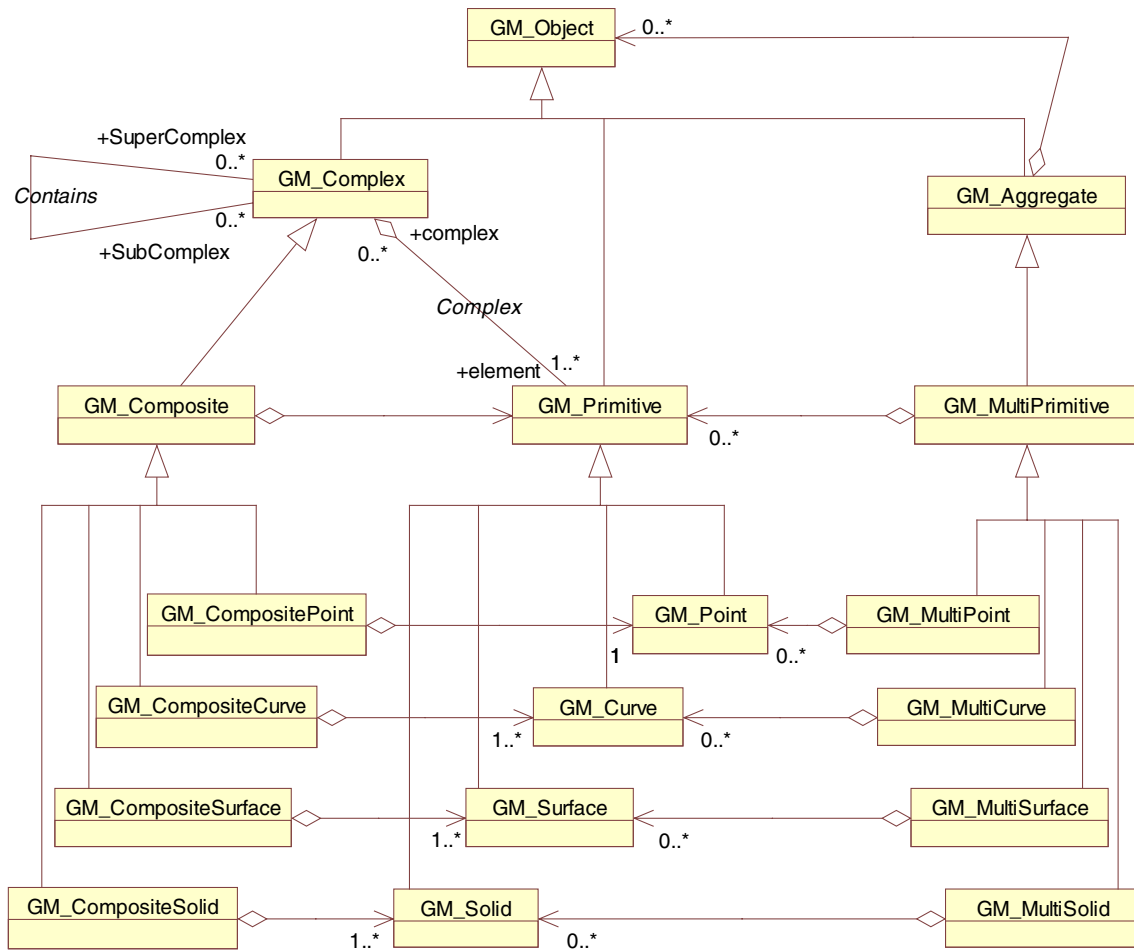 GM_Object
0..*
+SuperComplex
0..*
GM_Complex
Contains
0..*
+SubComplex
GM_Aggregate
+complex
0..*
Complex
1..*
+element
GM_Composite
GM_Primitive
GM_MultiPrimitive
0..*
GM_CompositePoint
GM_Point
GM_MultiPoint
1
0..*
GM_CompositeCurve
GM_Curve
GM_MultiCurve
1..*
0..*
GM_CompositeSurface
GM_Surface
GM_MultiSurface
1..*
0..*
GM_CompositeSolid
GM_Solid
GM_MultiSolid
1..*
0..*